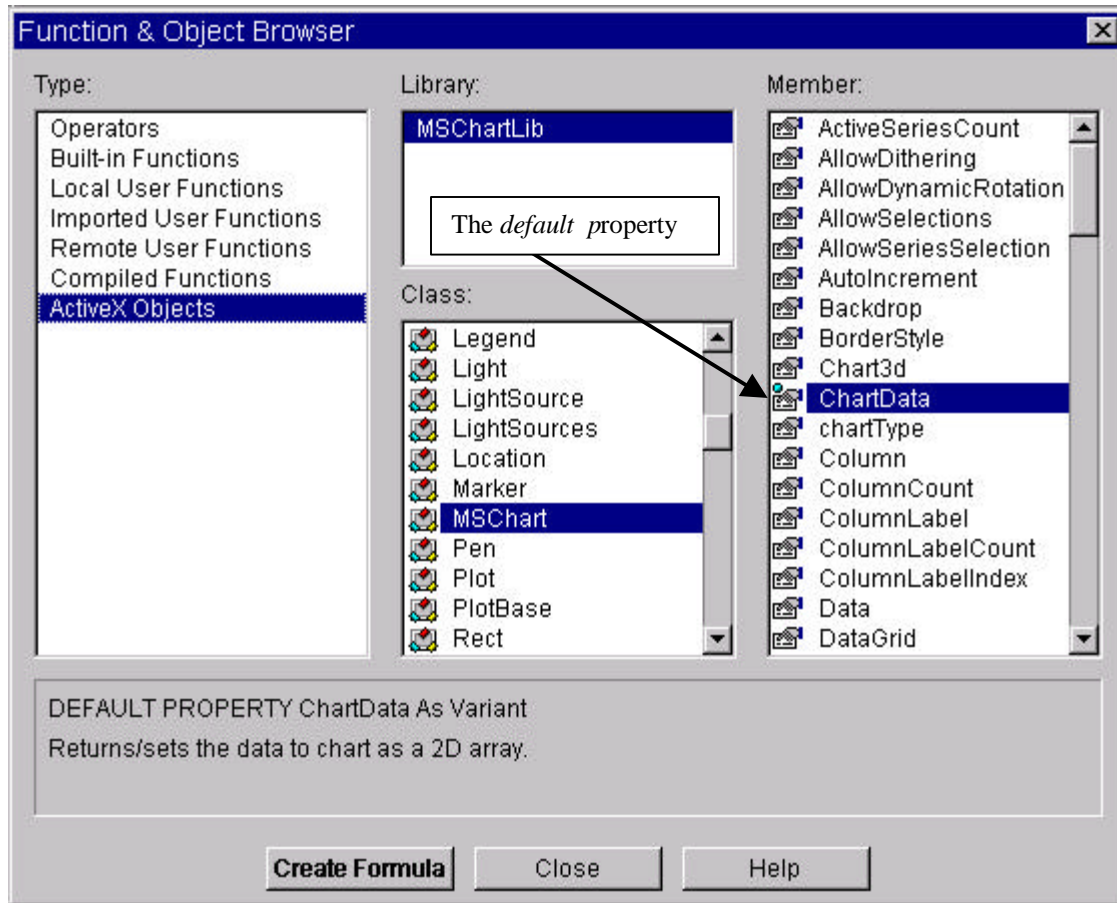 Function & Object Browser
Type:
Operators
Built-in Functions
Local User Functions
Imported User Functions
Remote User Functions
Compiled Functions
ActiveX Objects
Library:
MSChartLib
The default property
Class:
Legend
Light
LightSource
LightSources
Location
Marker
MSChart
Pen
Plot
PlotBase
Rect
Member:
ActiveSeriesCount
AllowDithering
AllowDynamicRotation
AllowSelections
AllowSeriesSelection
AutoIncrement
Backdrop
BorderStyle
Chart3d
ChartData
chartType
Column
ColumnCount
ColumnLabel
ColumnLabelCount
ColumnLabelIndex
Data
DataGrid
DEFAULT PROPERTY ChartData As Variant
Returns/sets the data to chart as a 2D array.
Create Formula
Close
Help